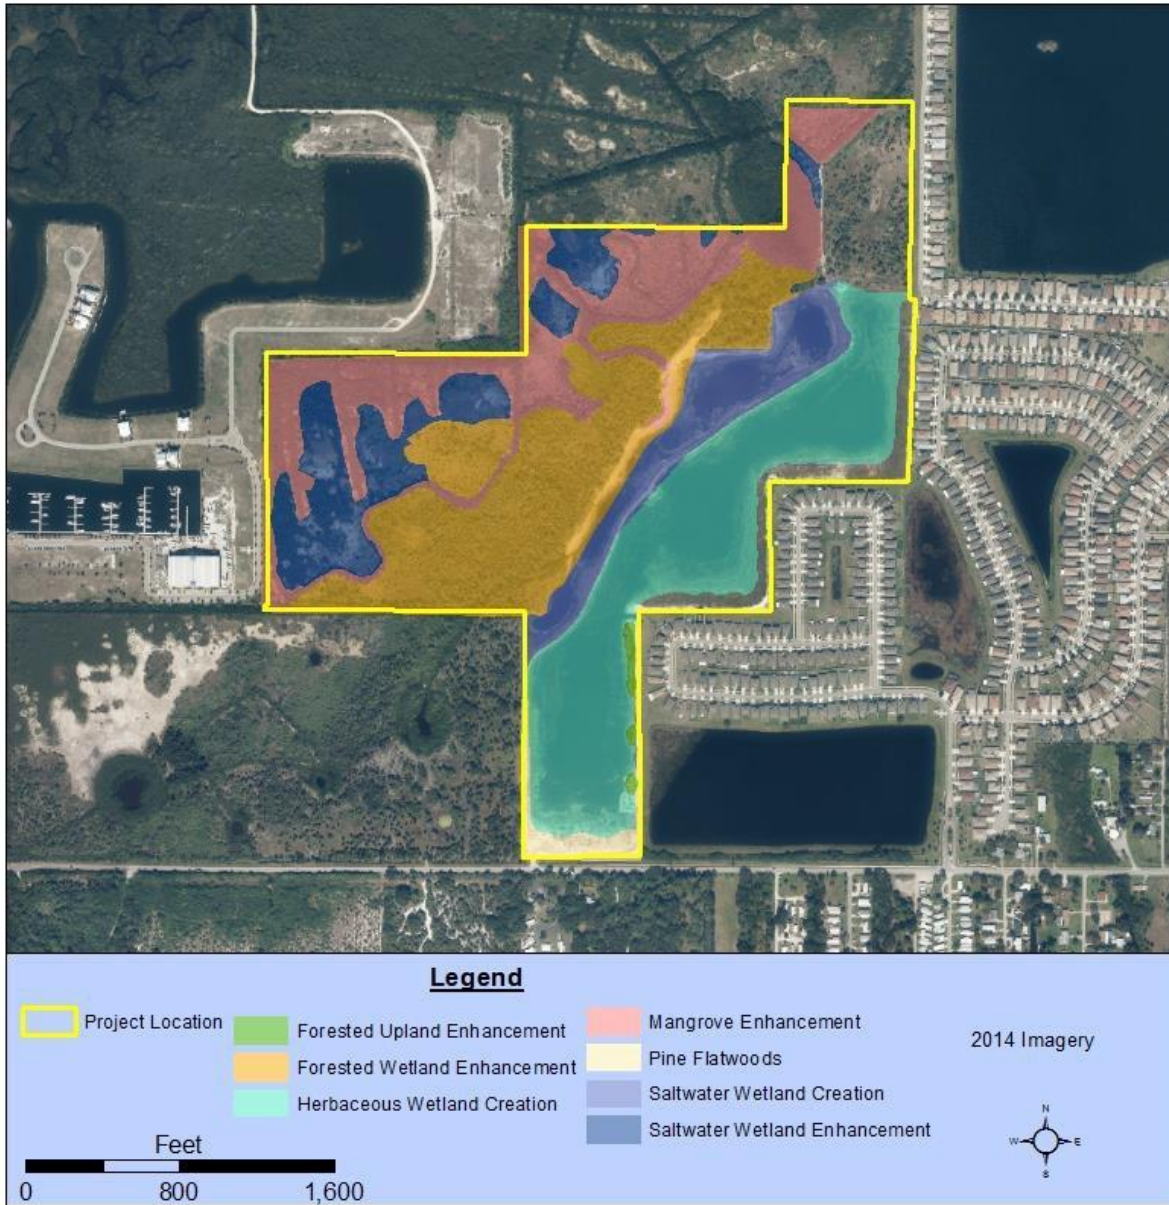 Legend
Project Location
Forested Upland Enhancement
Forested Wetland Enhancement
Herbaceous Wetland Creation
Mangrove Enhancement
Pine Flatwoods
Saltwater Wetland Creation
Saltwater Wetland Enhancement
2014 Imagery
Feet
0 800 1,600
N
W E
S